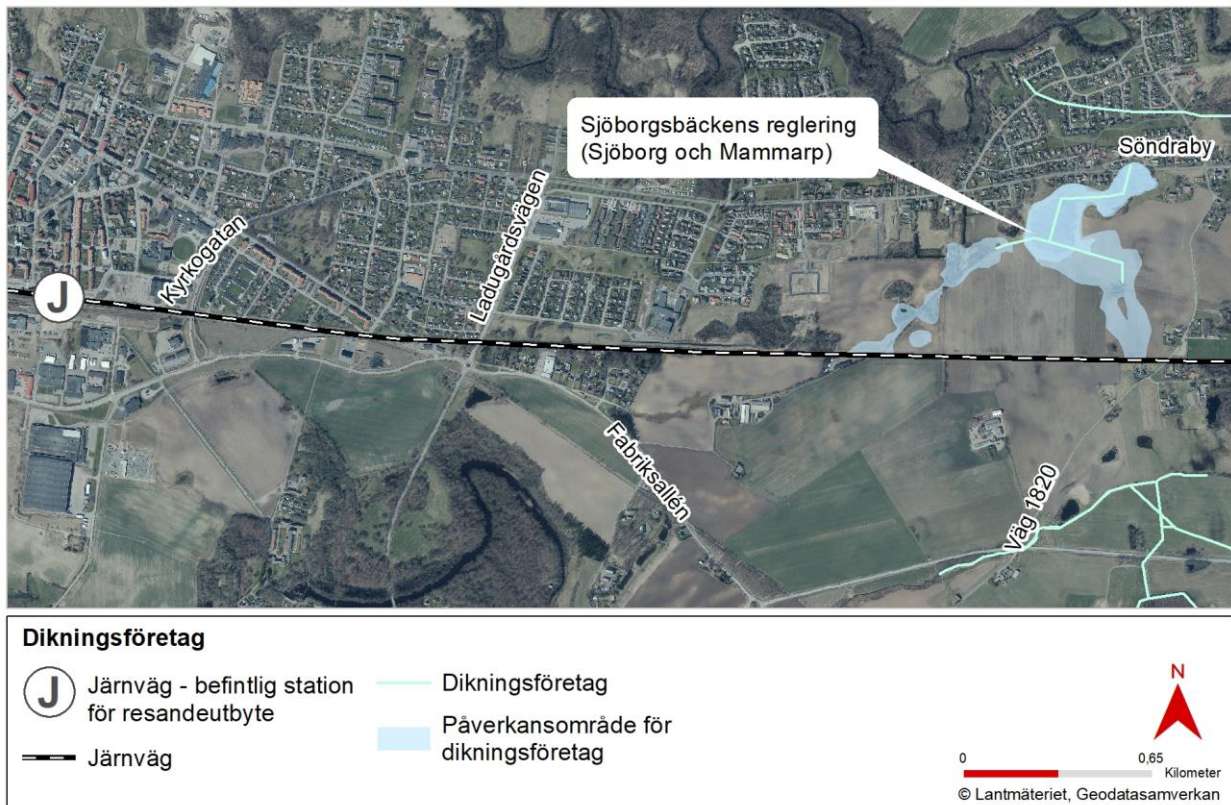 Sjöborgsbäckens reglering
(Sjöborg och Mammarp)
Söndraby
Kyrkogatan
Ladugårdsvägen
J
Fabriksallén
Väg 1820
Dikningsföretag
J
Järnväg - befintlig station
för resandeutbyte
Järnväg
Dikningsföretag
Påverkansområde för
dikningsföretag
N
0 0,65
Kilometer
© Lantmäteriet, Geodatasamverkan